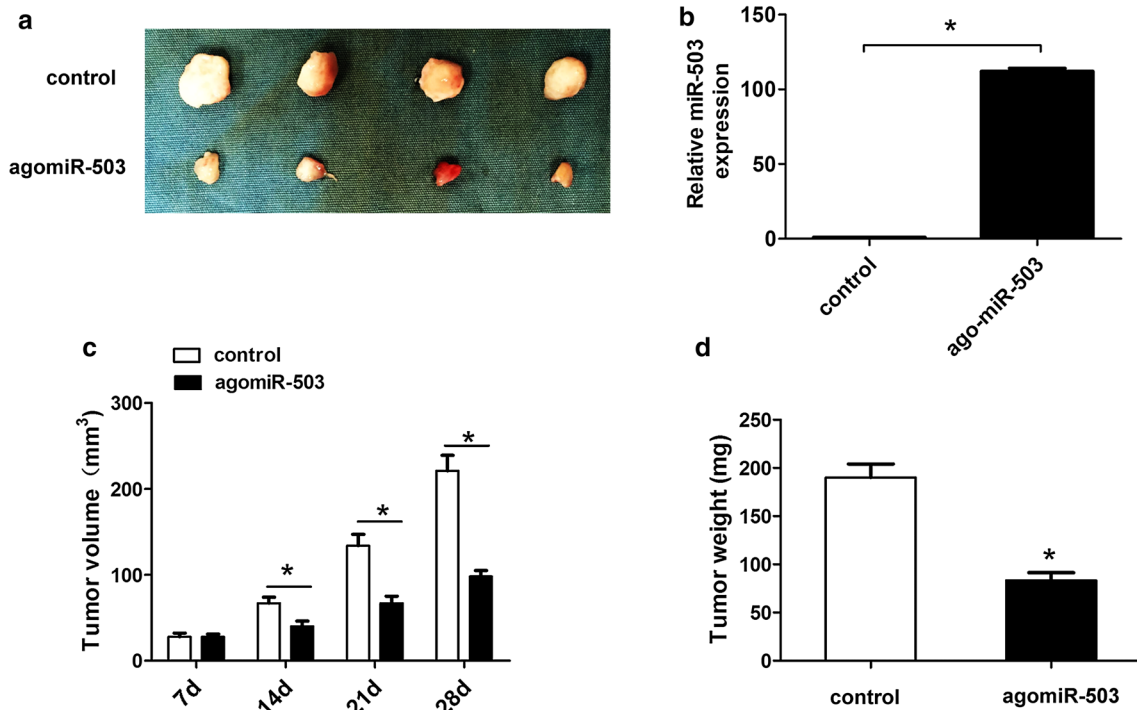 a
control
agomiR-503
b
Relative miR-503
expression
150
100
50
0
*
control
ago-miR-503
c
control
agomiR-503
Tumor volume（mm3）
300
200
100
0
*
*
*
7d
14d
21d
28d
d
Tumor weight (mg)
250
200
150
100
50
0
*
control
agomiR-503